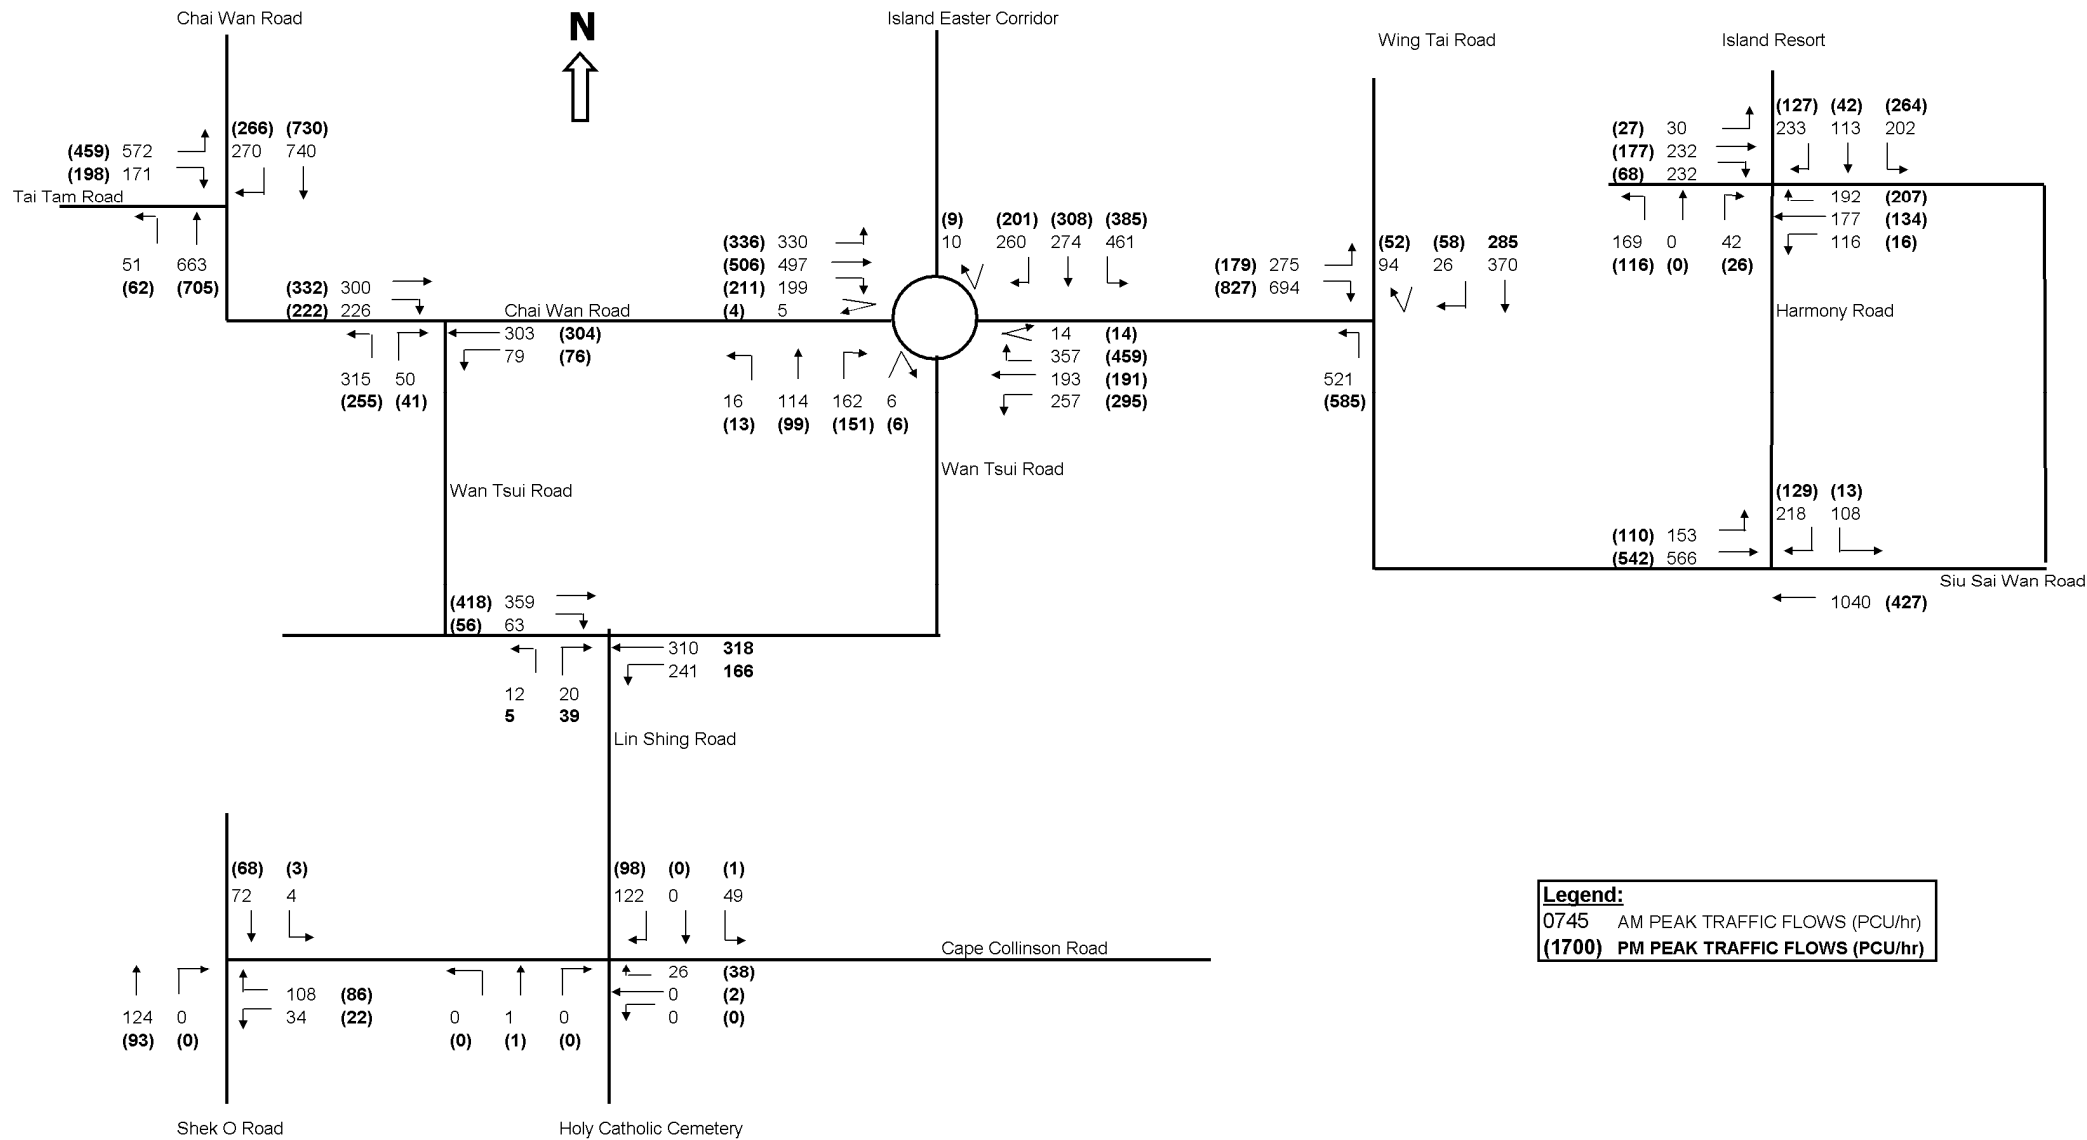 Chai Wan Road
N
Island Easter Corridor
Wing Tai Road
Island Resort
(266) (730)
270 740
(459) 572
(198) 171
Tai Tam Road
51 663
(62) (705)
(332) 300
(222) 226
Chai Wan Road
303 (304)
79 (76)
315 50
(255) (41)
(9) (201) (308) (385)
10 260 274 461
(336) 330
(506) 497
(211) 199
(4) 5
14 (14)
357 (459)
193 (191)
257 (295)
16 114 162 6
(13) (99) (151) (6)
(52) (58) 285
94 26 370
(179) 275
(827) 694
521
(585)
(127) (42) (264)
233 113 202
(27) 30
(177) 232
(68) 232
192 (207)
177 (134)
116 (16)
169 0 42
(116) (0) (26)
Harmony Road
Wan Tsui Road
Wan Tsui Road
(129) (13)
218 108
(110) 153
(542) 566
Siu Sai Wan Road
1040 (427)
(418) 359
(56) 63
310 318
241 166
12 20
5 39
Lin Shing Road
(68) (3)
72 4
108 (86)
34 (22)
124 0
(93) (0)
(98) (0) (1)
122 0 49
Cape Collinson Road
26 (38)
0 (2)
0 (0)
0 1 0
(0) (1) (0)
Shek O Road
Holy Catholic Cemetery
Legend:
0745 AM PEAK TRAFFIC FLOWS (PCU/hr)
(1700) PM PEAK TRAFFIC FLOWS (PCU/hr)